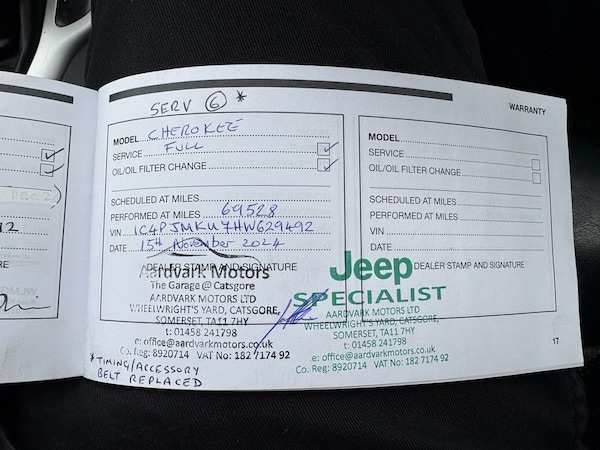 SERV 6 *
WARRANTY
MODEL CHEROKEE
SERVICE FULL
OIL/OIL FILTER CHANGE
SCHEDULED AT MILES
PERFORMED AT MILES 69528
VIN 1C4PJMKU7HW629492
DATE 15th November 2024
DEALER STAMP AND SIGNATURE
Aardvark Motors
The Garage @ Catsgore
AARDVARK MOTORS LTD
WHEELWRIGHT'S YARD, CATSGORE,
SOMERSET, TA11 7HY
t: 01458 241798
e: office@aardvarkmotors.co.uk
Co. Reg: 8920714 VAT No: 182 7174 92
* TIMING/ACCESSORY
BELT REPLACED
MODEL
SERVICE
OIL/OIL FILTER CHANGE
SCHEDULED AT MILES
PERFORMED AT MILES
VIN
DATE
DEALER STAMP AND SIGNATURE
Jeep
SPECIALIST
AARDVARK MOTORS LTD
WHEELWRIGHT'S YARD, CATSGORE,
SOMERSET, TA11 7HY
t: 01458 241798
e: office@aardvarkmotors.co.uk
Co. Reg: 8920714 VAT No: 182 7174 92
17